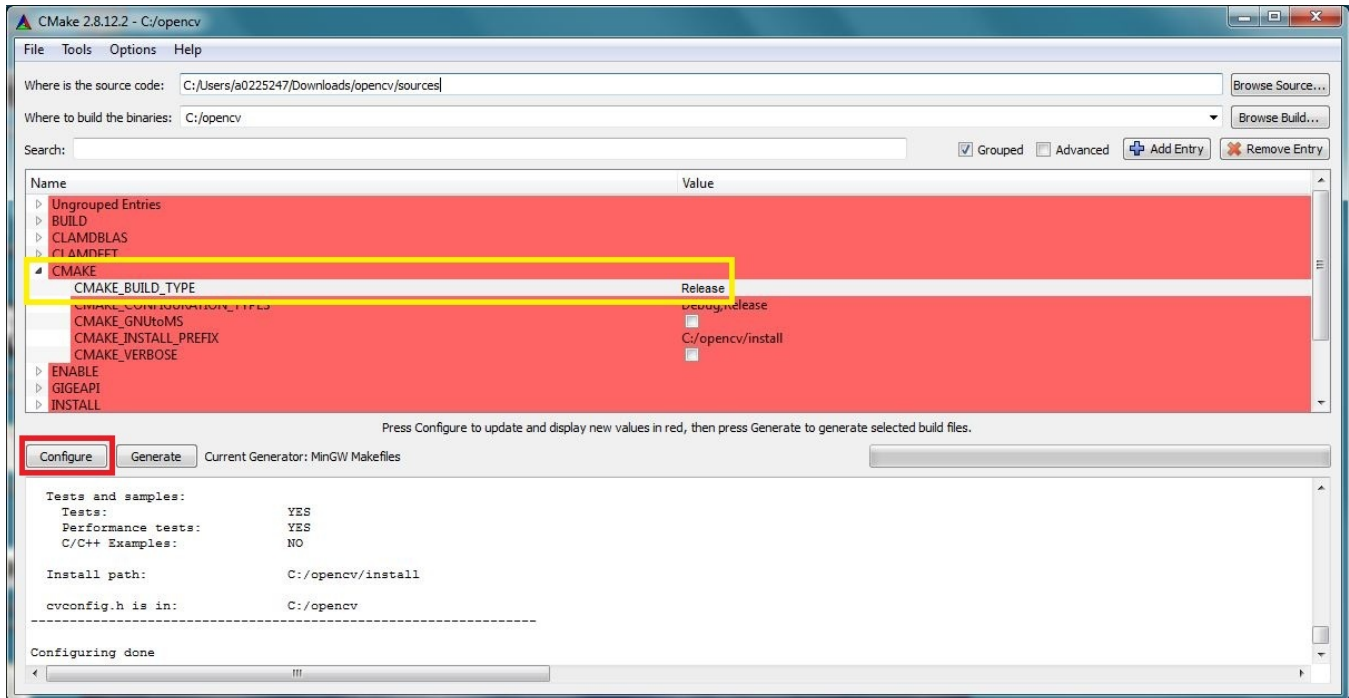 CMake 2.8.12.2 - C:/opencv
File Tools Options Help
Where is the source code: C:/Users/a0225247/Downloads/opencv/sources Browse Source...
Where to build the binaries: C:/opencv Browse Build...
Search: Grouped Advanced Add Entry Remove Entry
Name Value
Ungrouped Entries
BUILD
CLAMDBLAS
CLAMDFFT
CMAKE
CMAKE_BUILD_TYPE Release
CMAKE_CONFIGURATION_TYPES Debug;Release
CMAKE_GNUtoMS
CMAKE_INSTALL_PREFIX C:/opencv/install
CMAKE_VERBOSE
ENABLE
GIGEAPI
INSTALL
Press Configure to update and display new values in red, then press Generate to generate selected build files.
Configure Generate Current Generator: MinGW Makefiles
Tests and samples:
Tests: YES
Performance tests: YES
C/C++ Examples: NO
Install path: C:/opencv/install
cvconfig.h is in: C:/opencv
-----------------------------------------------------------------
Configuring done